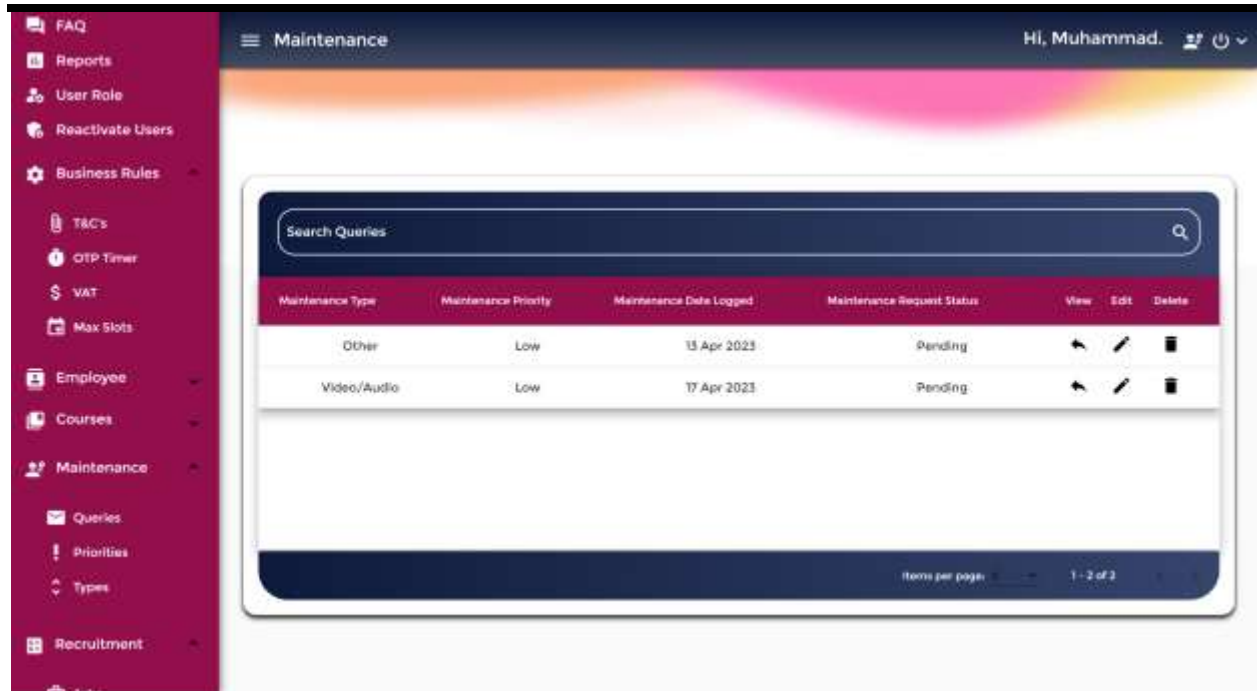 FAQ
Reports
User Role
Reactivate Users
Business Rules
T&C's
OTP Timer
VAT
Max Slots
Employee
Courses
Maintenance
Queries
Priorities
Types
Recruitment
Maintenance
Hi, Muhammad.
Search Queries
Maintenance Type Maintenance Priority Maintenance Date Logged Maintenance Request Status View Edit Delete
Other Low 13 Apr 2023 Pending
Video/Audio Low 17 Apr 2023 Pending
Items per page: 1 - 2 of 2